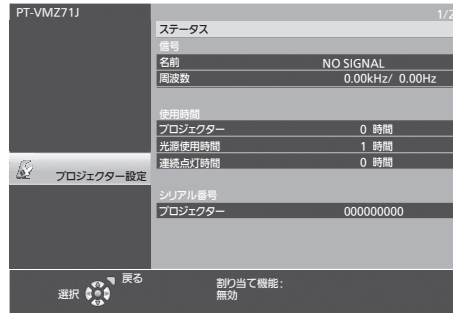 PT-VMZ71J
1/2
ステータス
信号
名前 NO SIGNAL
周波数 0.00kHz/ 0.00Hz
使用時間
プロジェクター 0 時間
光源使用時間 1 時間
連続点灯時間 0 時間
プロジェクター設定
シリアル番号
プロジェクター 000000000
戻る
選択
割り当て機能:
無効